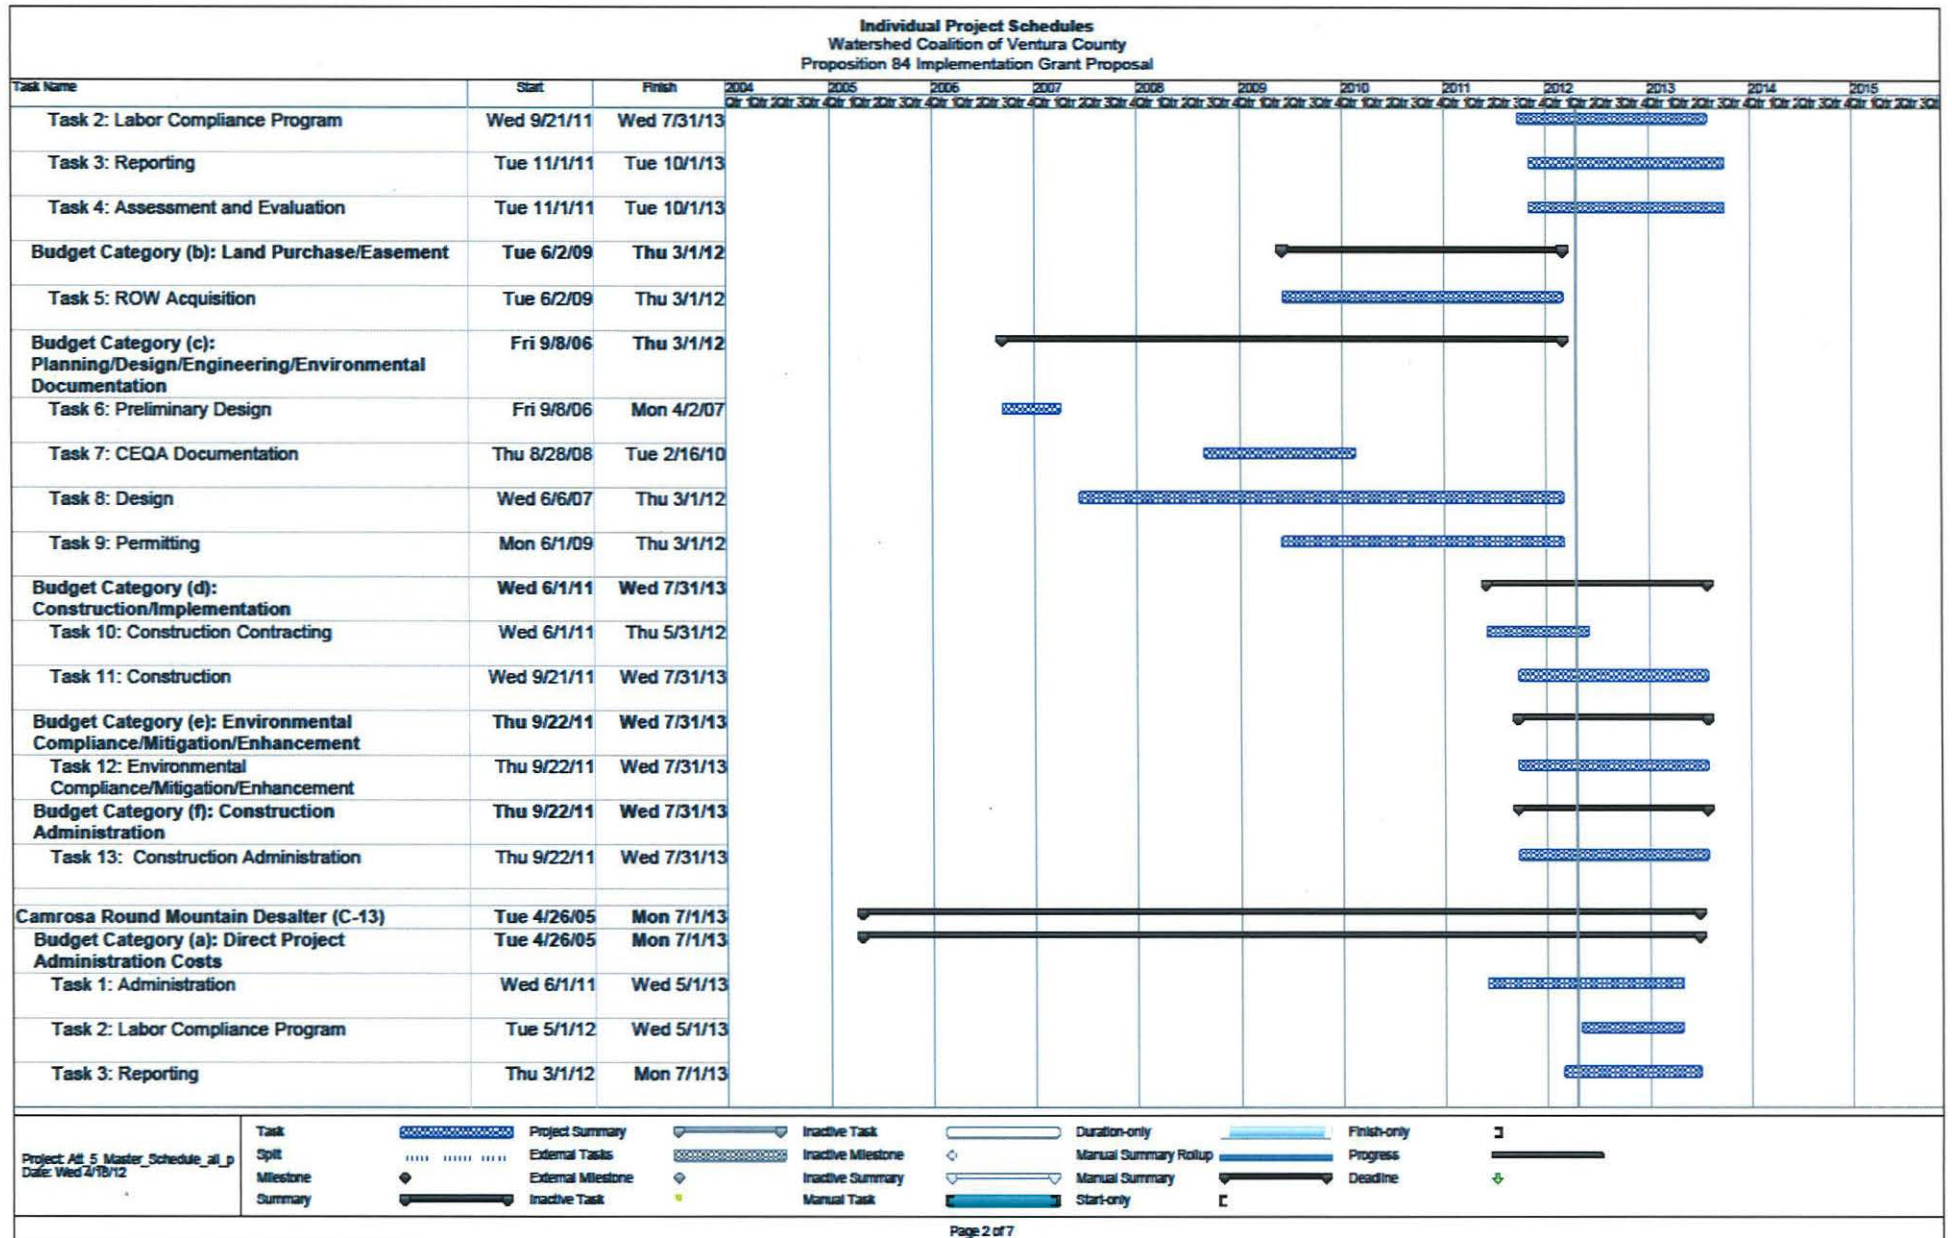 Individual Project Schedules
Watershed Coalition of Ventura County
Proposition 84 Implementation Grant Proposal
Task Name Start Finish 2004 2005 2006 2007 2008 2009 2010 2011 2012 2013 2014 2015
Task 2: Labor Compliance Program Wed 9/21/11 Wed 7/31/13
Task 3: Reporting Tue 11/1/11 Tue 10/1/13
Task 4: Assessment and Evaluation Tue 11/1/11 Tue 10/1/13
Budget Category (b): Land Purchase/Easement Tue 6/2/09 Thu 3/1/12
Task 5: ROW Acquisition Tue 6/2/09 Thu 3/1/12
Budget Category (c): Fri 9/8/06 Thu 3/1/12
Planning/Design/Engineering/Environmental
Documentation
Task 6: Preliminary Design Fri 9/8/06 Mon 4/2/07
Task 7: CEQA Documentation Thu 8/28/08 Tue 2/16/10
Task 8: Design Wed 6/6/07 Thu 3/1/12
Task 9: Permitting Mon 6/1/09 Thu 3/1/12
Budget Category (d): Wed 6/1/11 Wed 7/31/13
Construction/Implementation
Task 10: Construction Contracting Wed 6/1/11 Thu 5/31/12
Task 11: Construction Wed 9/21/11 Wed 7/31/13
Budget Category (e): Environmental Thu 9/22/11 Wed 7/31/13
Compliance/Mitigation/Enhancement
Task 12: Environmental Thu 9/22/11 Wed 7/31/13
Compliance/Mitigation/Enhancement
Budget Category (f): Construction Thu 9/22/11 Wed 7/31/13
Administration
Task 13: Construction Administration Thu 9/22/11 Wed 7/31/13
Camrosa Round Mountain Desalter (C-13) Tue 4/26/05 Mon 7/1/13
Budget Category (a): Direct Project Tue 4/26/05 Mon 7/1/13
Administration Costs
Task 1: Administration Wed 6/1/11 Wed 5/1/13
Task 2: Labor Compliance Program Tue 5/1/12 Wed 5/1/13
Task 3: Reporting Thu 3/1/12 Mon 7/1/13
Project: Att_5_Master_Schedule_all_p
Date: Wed 4/18/12
Task Project Summary Inactive Task Duration-only Finish-only
Split External Tasks Inactive Milestone Manual Summary Rollup Progress
Milestone External Milestone Inactive Summary Manual Summary Deadline
Summary Inactive Task Manual Task Start-only
Page 2 of 7